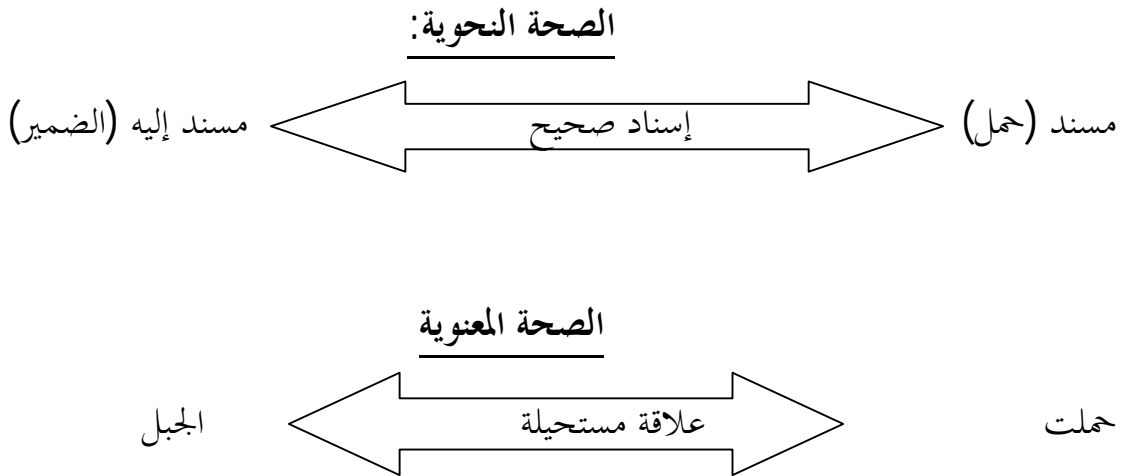 الصحة النحوية:
مسند (حمل) إسناد صحيح مسند إليه (الضمير)
الصحة المعنوية
حملت علاقة مستحيلة الجبل